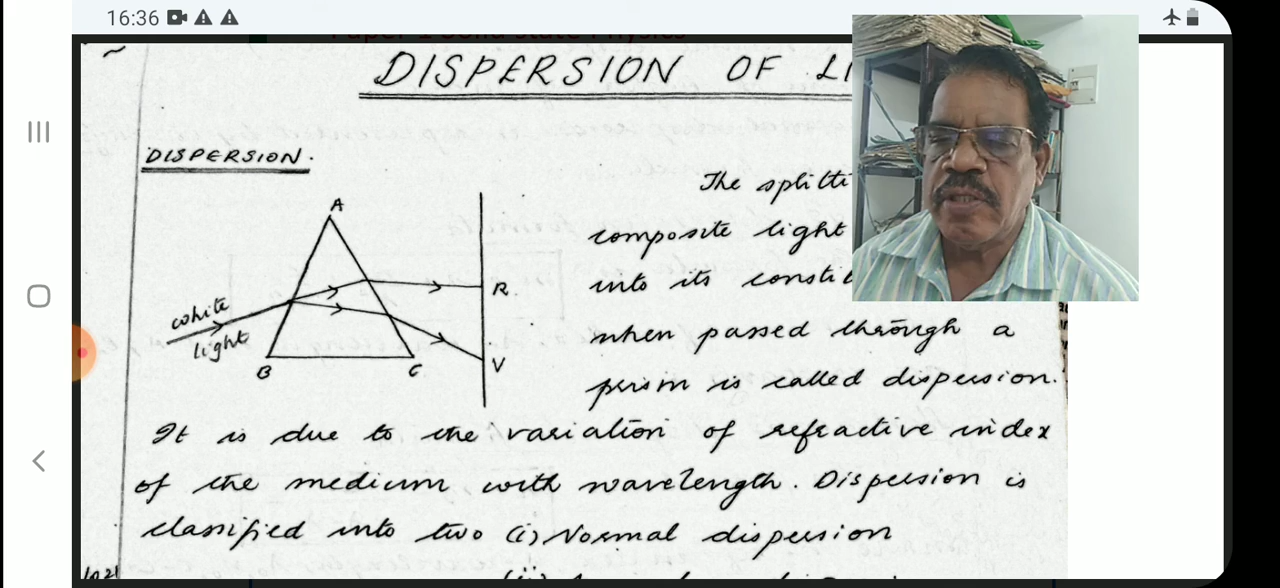 16:36
DISPERSION OF LI
DISPERSION.
A
The splitti
composite light
white
R
into its consti
light
when passed through a
B
C
V
prism is called dispersion.
It is due to the variation of refractive index
of the medium with wavelength. Dispersion is
classified into two (i) Normal dispersion